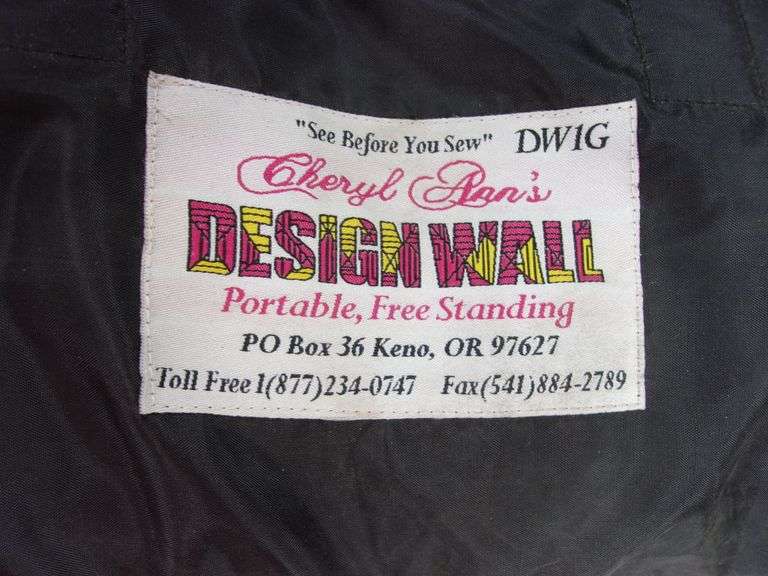 "See Before You Sew" DW1G
Cheryl Ann's
DESIGN WALL
Portable, Free Standing
PO Box 36 Keno, OR 97627
Toll Free 1(877)234-0747 Fax(541)884-2789